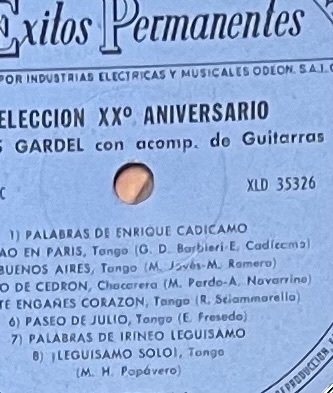 Exitos Permanentes
POR INDUSTRIAS ELECTRICAS Y MUSICALES ODEON. S.A.I.C
ELECCION XXº ANIVERSARIO
S GARDEL con acomp. de Guitarras
C
XLD 35326
1) PALABRAS DE ENRIQUE CADICAMO
AO EN PARIS, Tango (G. D. Barbieri-E. Cadícamo)
BUENOS AIRES, Tango (M. Jovés-M. Romero)
O DE CEDRON, Chacarera (M. Pardo-A. Navarrino)
TE ENGAÑES CORAZON, Tango (R. Sciammarella)
6) PASEO DE JULIO, Tango (E. Fresedo)
7) PALABRAS DE IRINEO LEGUISAMO
8) ¡LEGUISAMO SOLO!, Tango
(M. H. Papávero)
REPRODUCCION